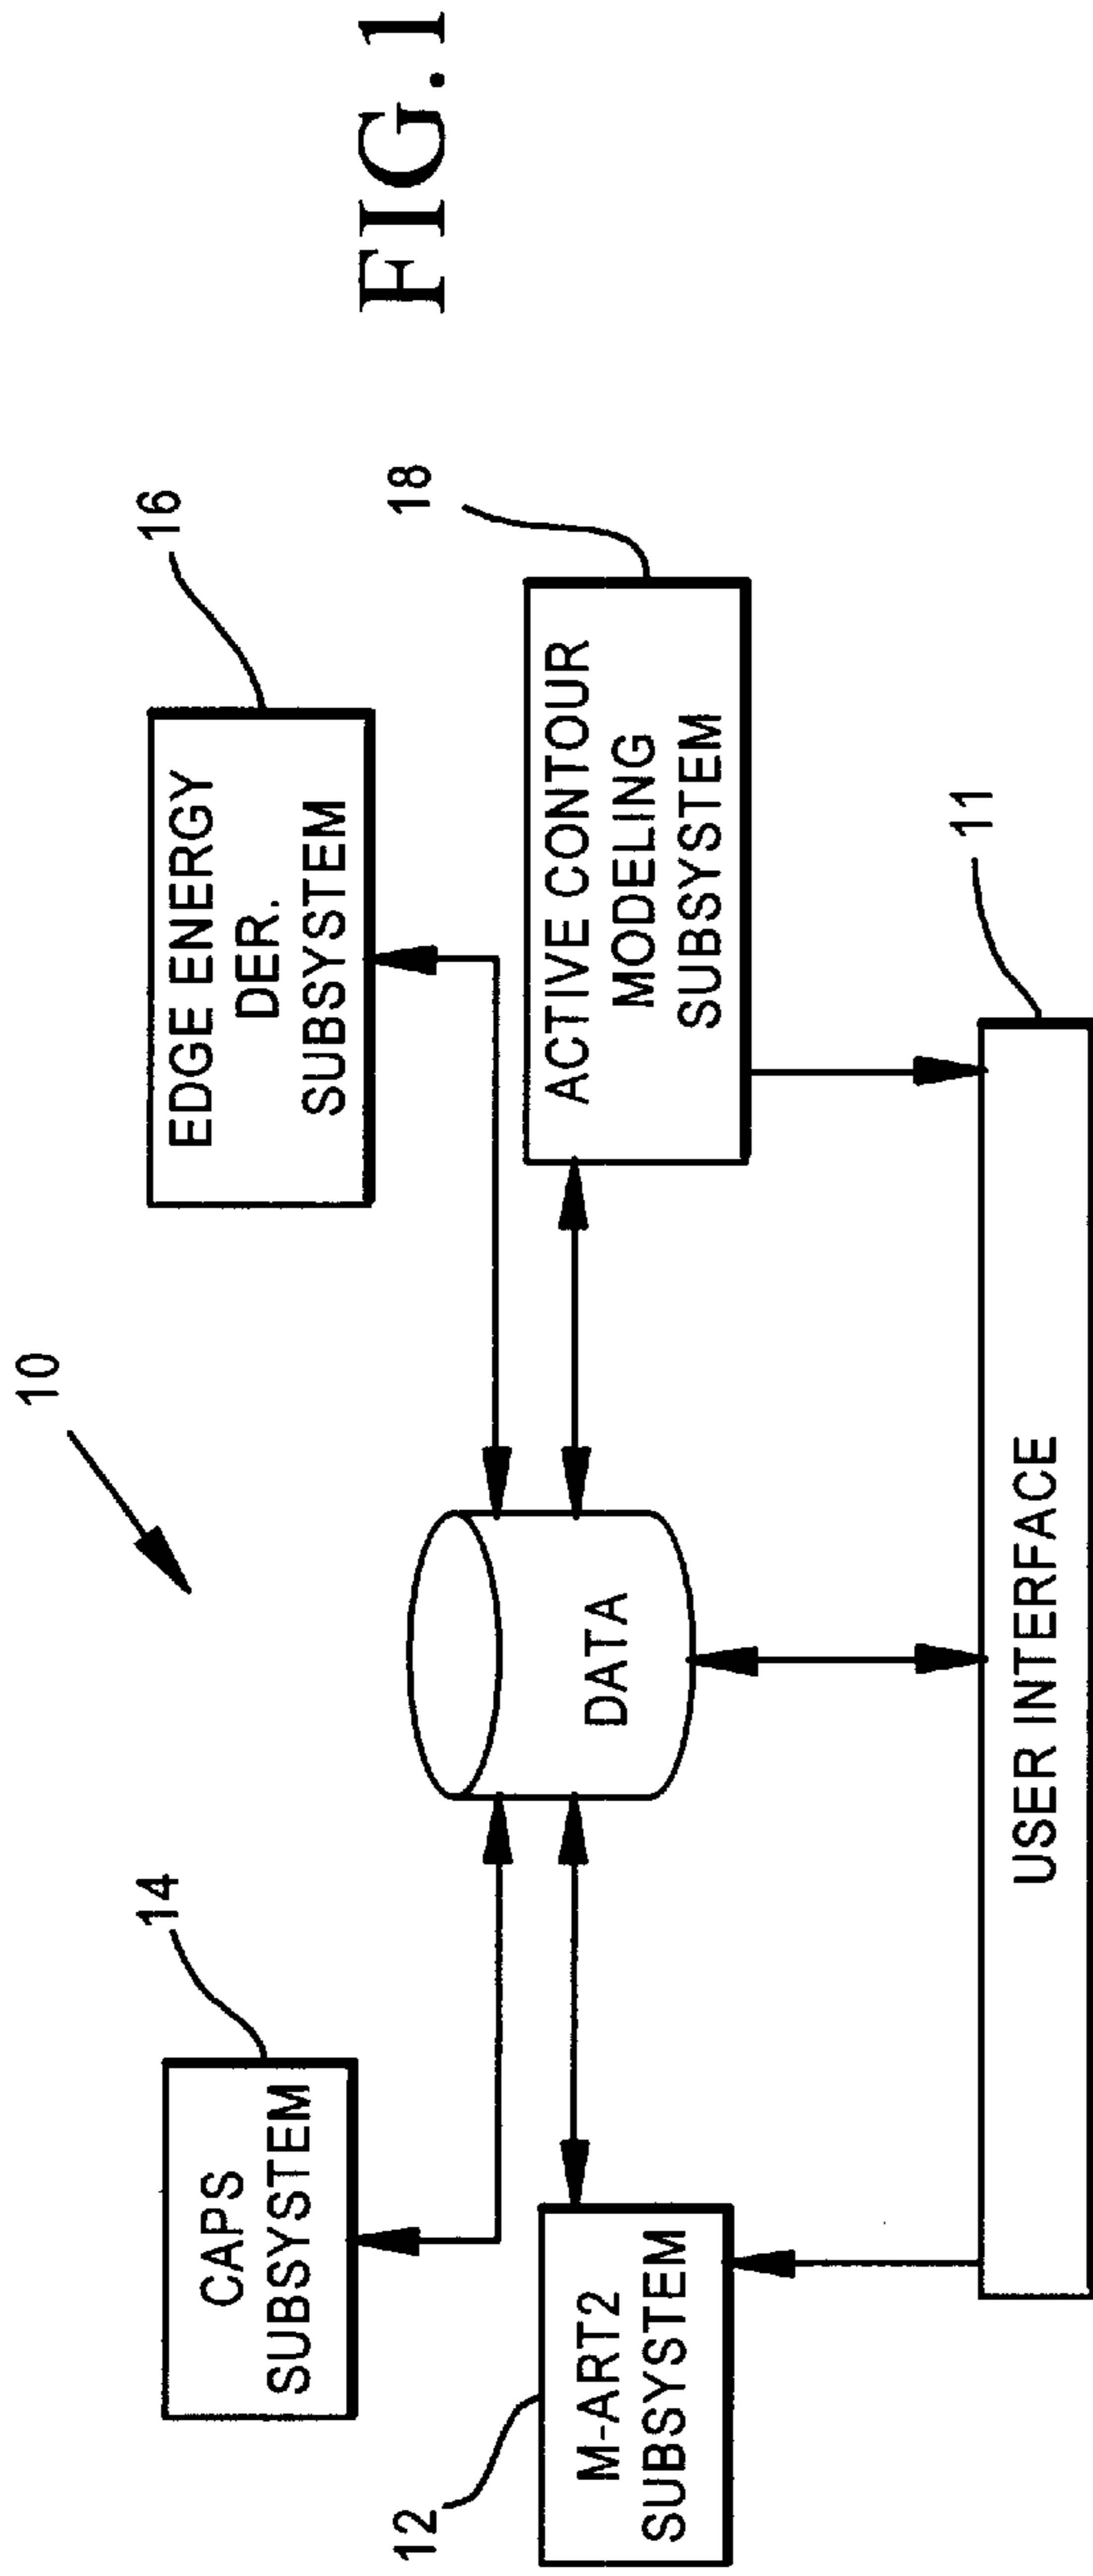 10
14
CAPS
SUBSYSTEM
16
EDGE ENERGY
DER.
SUBSYSTEM
12
M-ART2
SUBSYSTEM
DATA
18
ACTIVE CONTOUR
MODELING
SUBSYSTEM
11
USER INTERFACE
FIG.1